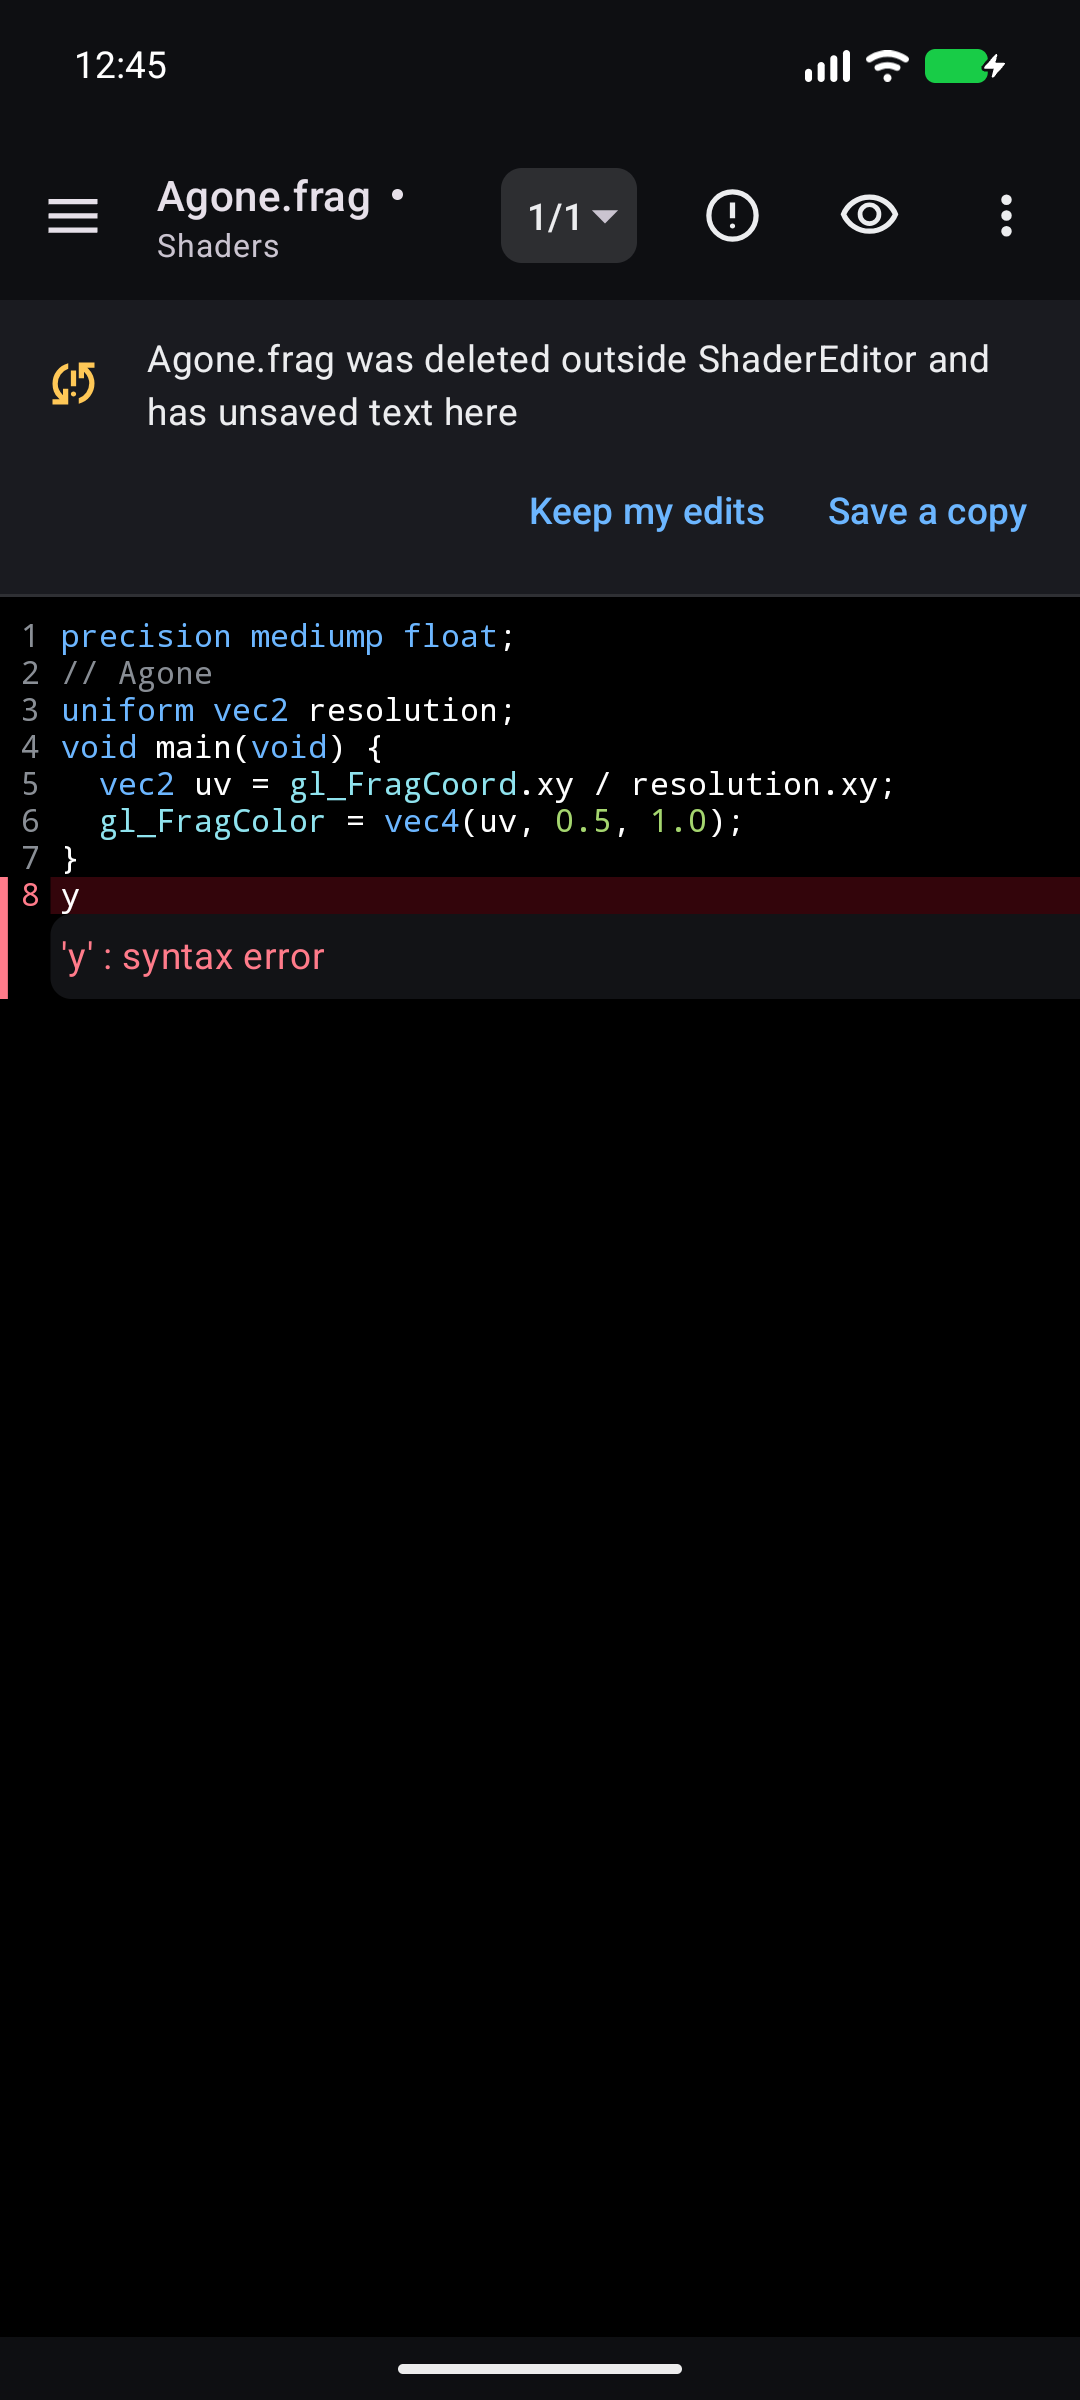 12:45
Agone.frag •
Shaders
1/1
Agone.frag was deleted outside ShaderEditor and
has unsaved text here
Keep my edits
Save a copy
1 precision mediump float;
2 // Agone
3 uniform vec2 resolution;
4 void main(void) {
5   vec2 uv = gl_FragCoord.xy / resolution.xy;
6   gl_FragColor = vec4(uv, 0.5, 1.0);
7 }
8 y
'y' : syntax error